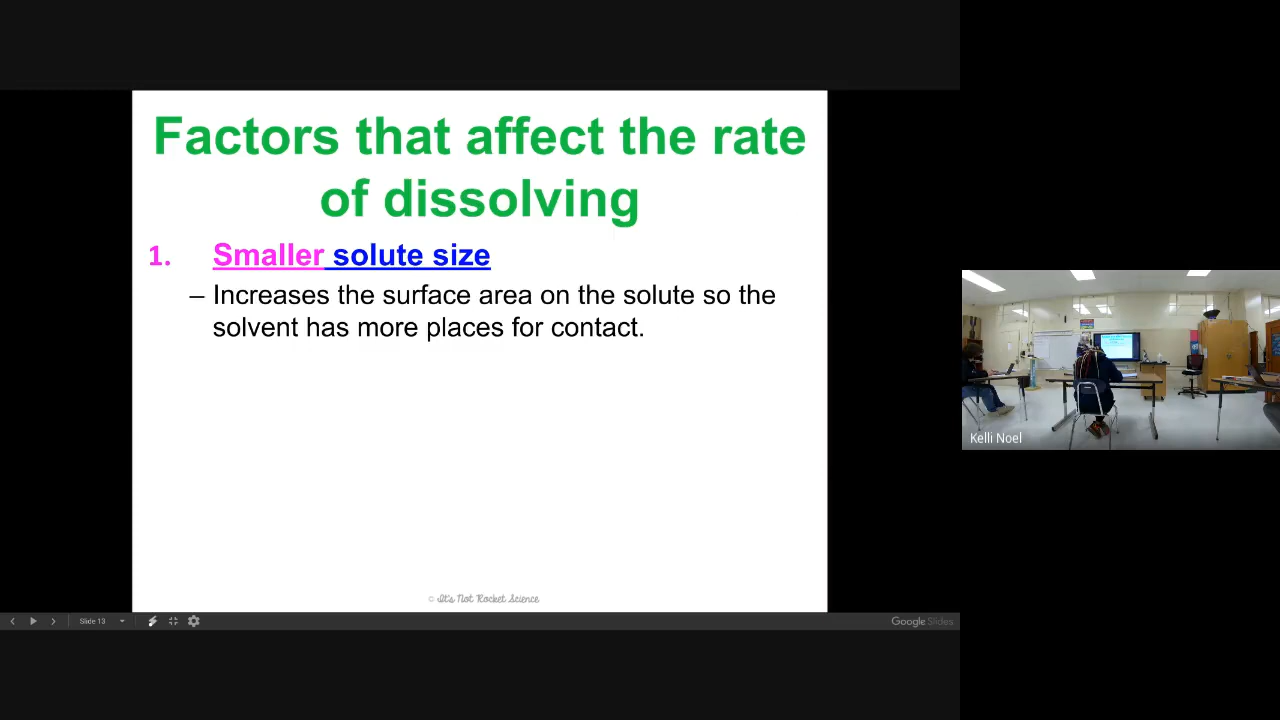 Factors that affect the rate
of dissolving
1. Smaller solute size
– Increases the surface area on the solute so the
solvent has more places for contact.
© It's Not Rocket Science
Slide 13
Google Slides
Kelli Noel